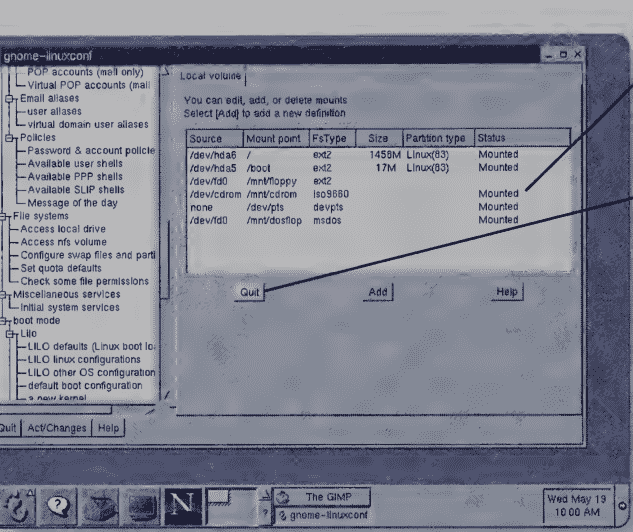 gnome-linuxconf
POP accounts (mail only)
Virtual POP accounts (mail
Email aliases
user aliases
virtual domain user aliases
Policies
Password & account policie
Available user shells
Available PPP shells
Available SLIP shells
Message of the day
File systems
Access local drive
Access nfs volume
Configure swap files and parti
Set quota defaults
Check some file permissions
Miscellaneous services
Initial system services
boot mode
Lilo
LILO defaults (Linux boot lo
LILO linux configurations
LILO other OS configuration
default boot configuration
a new kernel
Quit Act/Changes Help
Local volume
You can edit, add, or delete mounts
Select [Add] to add a new definition
Source Mount point FsType Size Partition type Status
/dev/hda6 / ext2 1458M Linux(83) Mounted
/dev/hda5 /boot ext2 17M Linux(83) Mounted
/dev/fd0 /mnt/floppy ext2
/dev/cdrom /mnt/cdrom iso9660 Mounted
none /dev/pts devpts Mounted
/dev/fd0 /mnt/dosflop msdos Mounted
Quit Add Help
N
The GIMP
gnome-linuxconf
Wed May 19
10:00 AM